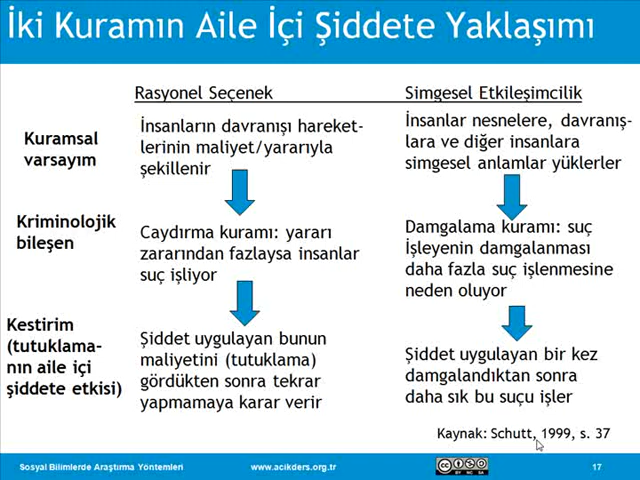 İki Kuramın Aile İçi Şiddete Yaklaşımı
Rasyonel Seçenek
Simgesel Etkileşimcilik
Kuramsal
varsayım
İnsanların davranışı hareket-
lerinin maliyet/yararıyla
şekillenir
İnsanlar nesnelere, davranış-
lara ve diğer insanlara
simgesel anlamlar yüklerler
Kriminolojik
bileşen
Caydırma kuramı: yararı
zararından fazlaysa insanlar
suç işliyor
Damgalama kuramı: suç
İşleyenin damgalanması
daha fazla suç işlenmesine
neden oluyor
Kestirim
(tutuklama-
nın aile içi
şiddete etkisi)
Şiddet uygulayan bunun
maliyetini (tutuklama)
gördükten sonra tekrar
yapmamaya karar verir
Şiddet uygulayan bir kez
damgalandıktan sonra
daha sık bu suçu işler
Kaynak: Schutt, 1999, s. 37
Sosyal Bilimlerde Araştırma Yöntemleri
www.acikders.org.tr
cc
BY NC SA
17